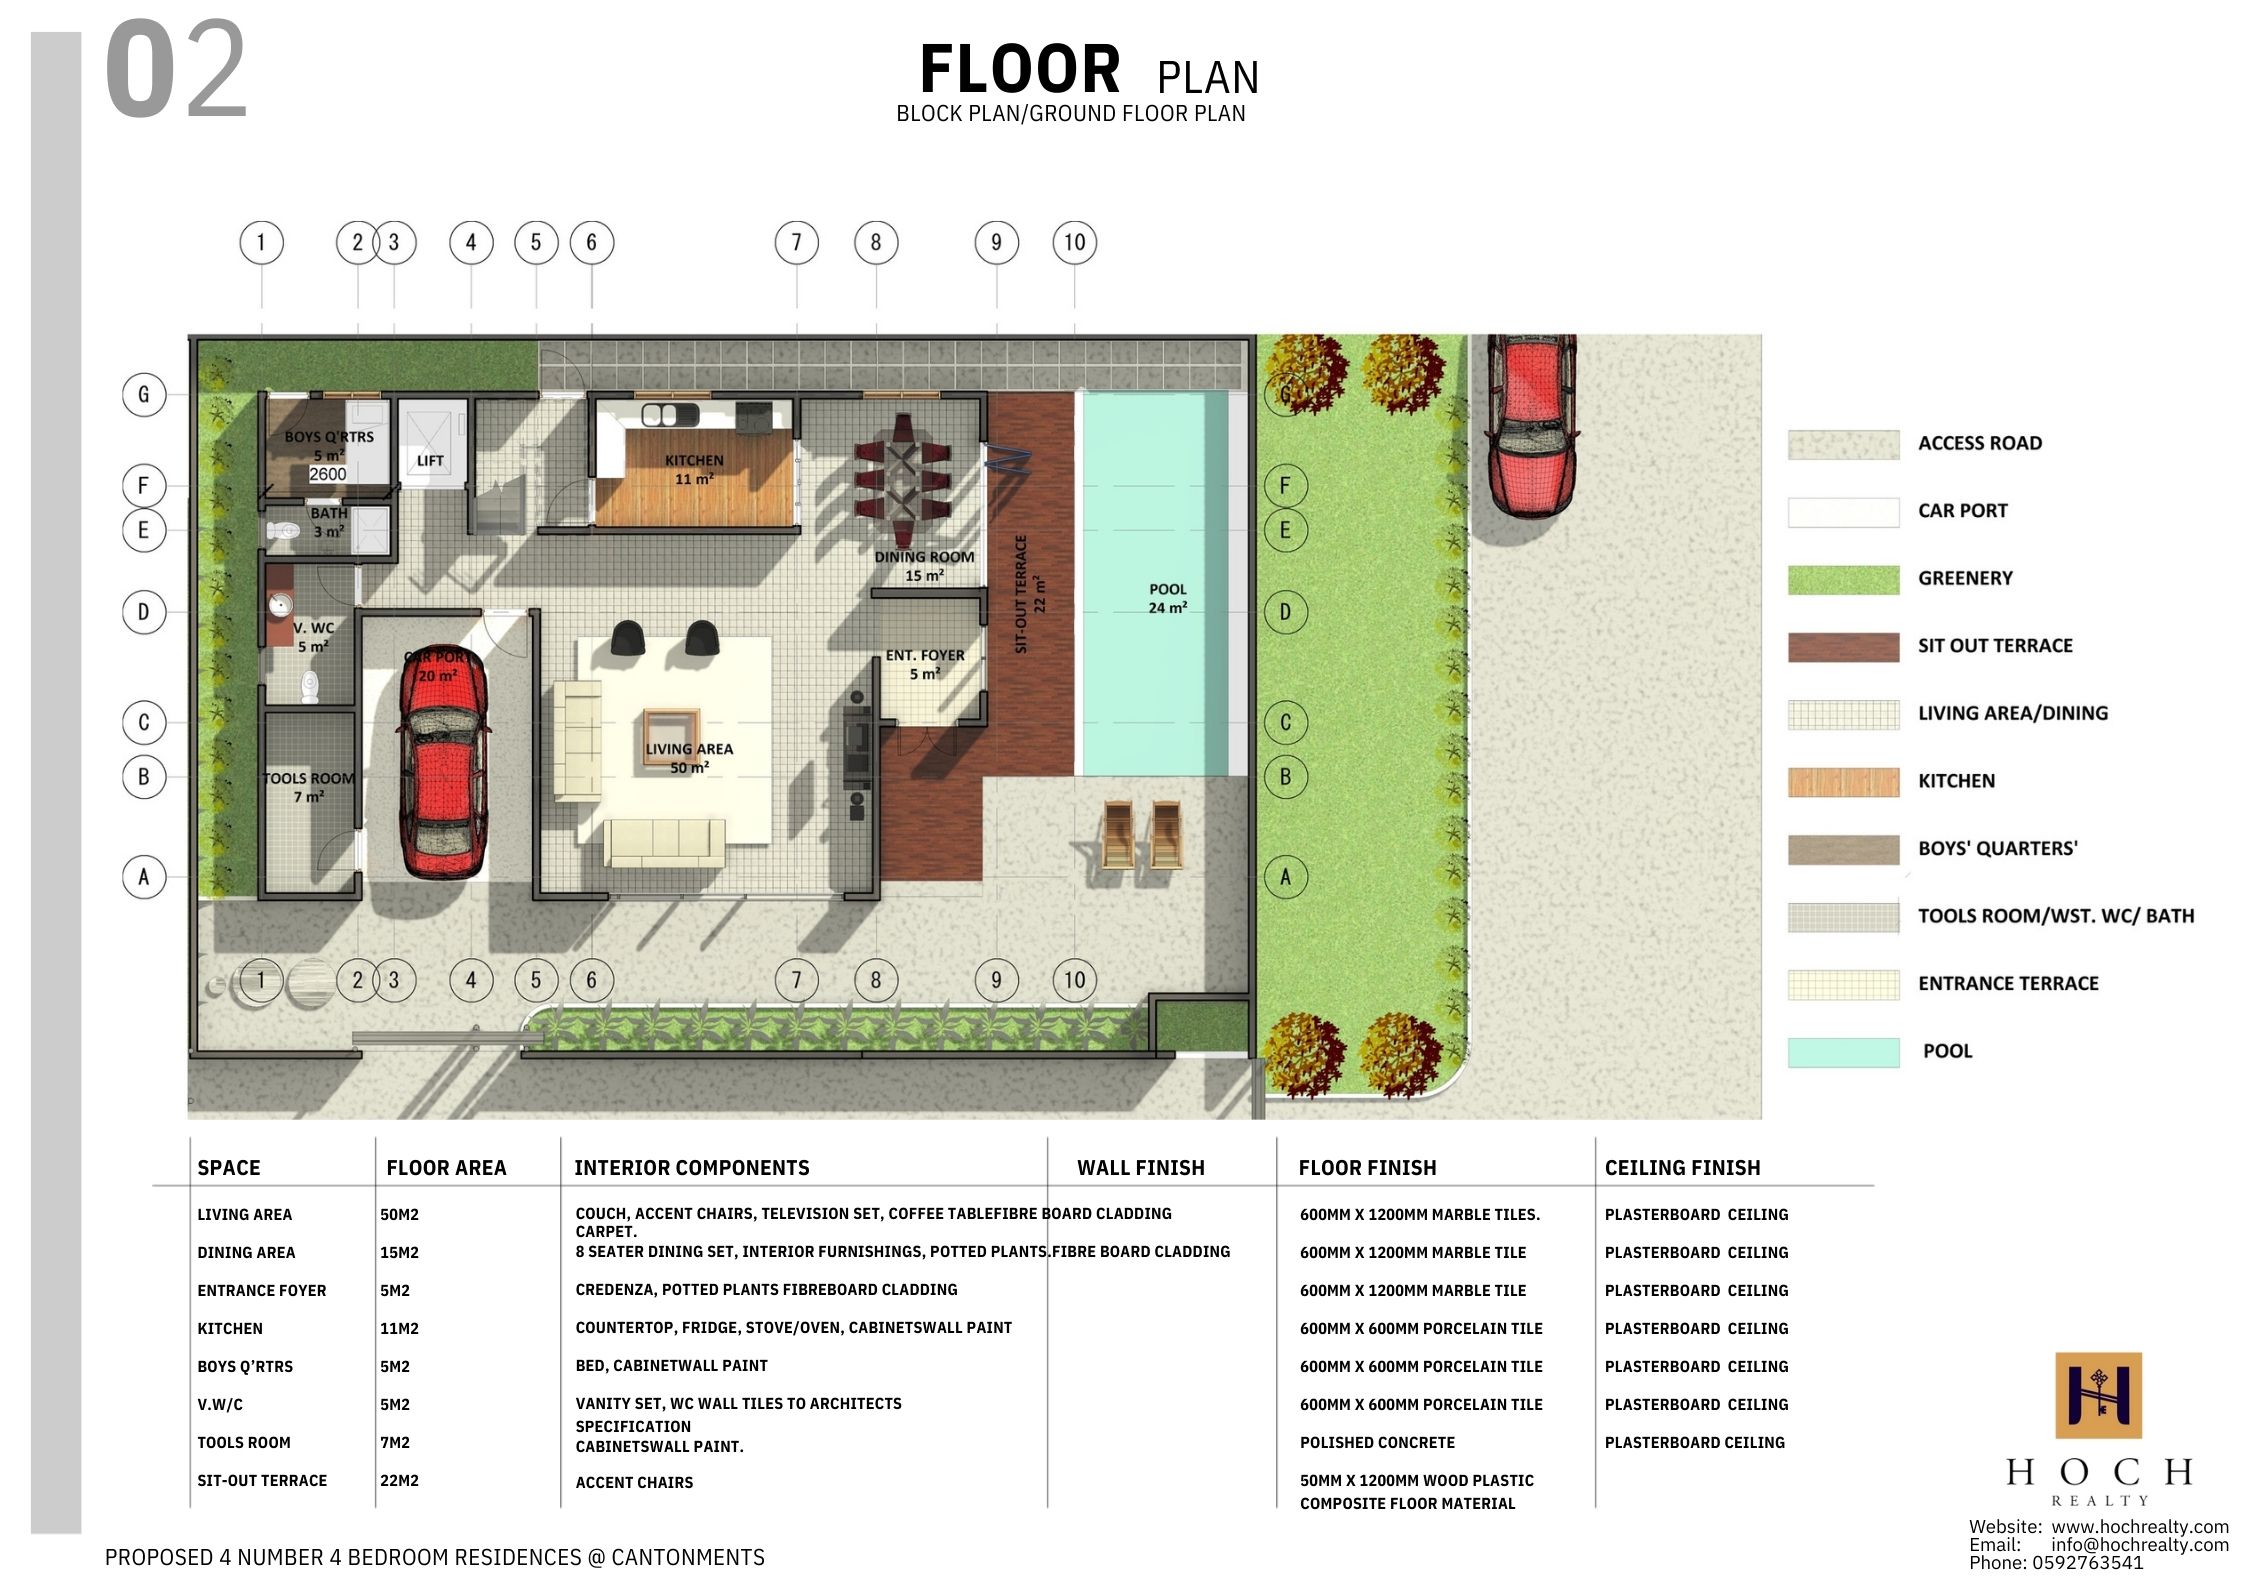 02
FLOOR PLAN
BLOCK PLAN/GROUND FLOOR PLAN
1 2 3 4 5 6 7 8 9 10
G G
BOYS Q'RTRS
5 m²
2600
LIFT
KITCHEN
11 m²
F F
BATH
3 m²
E E
DINING ROOM
15 m²
SIT-OUT TERRACE
22 m²
POOL
24 m²
D D
V. WC
5 m²
CAR PORT
20 m²
ENT. FOYER
5 m²
C C
LIVING AREA
50 m²
B B
TOOLS ROOM
7 m²
A A
1 2 3 4 5 6 7 8 9 10
ACCESS ROAD
CAR PORT
GREENERY
SIT OUT TERRACE
LIVING AREA/DINING
KITCHEN
BOYS' QUARTERS'
TOOLS ROOM/WST. WC/ BATH
ENTRANCE TERRACE
POOL
SPACE FLOOR AREA INTERIOR COMPONENTS WALL FINISH FLOOR FINISH CEILING FINISH
LIVING AREA 50M2 COUCH, ACCENT CHAIRS, TELEVISION SET, COFFEE TABLEFIBRE BOARD CLADDING 600MM X 1200MM MARBLE TILES. PLASTERBOARD CEILING
CARPET.
DINING AREA 15M2 8 SEATER DINING SET, INTERIOR FURNISHINGS, POTTED PLANTS.FIBRE BOARD CLADDING 600MM X 1200MM MARBLE TILE PLASTERBOARD CEILING
ENTRANCE FOYER 5M2 CREDENZA, POTTED PLANTS FIBREBOARD CLADDING 600MM X 1200MM MARBLE TILE PLASTERBOARD CEILING
KITCHEN 11M2 COUNTERTOP, FRIDGE, STOVE/OVEN, CABINETSWALL PAINT 600MM X 600MM PORCELAIN TILE PLASTERBOARD CEILING
BOYS Q'RTRS 5M2 BED, CABINETWALL PAINT 600MM X 600MM PORCELAIN TILE PLASTERBOARD CEILING
V.W/C 5M2 VANITY SET, WC WALL TILES TO ARCHITECTS 600MM X 600MM PORCELAIN TILE PLASTERBOARD CEILING
SPECIFICATION
TOOLS ROOM 7M2 CABINETSWALL PAINT. POLISHED CONCRETE PLASTERBOARD CEILING
SIT-OUT TERRACE 22M2 ACCENT CHAIRS 50MM X 1200MM WOOD PLASTIC
COMPOSITE FLOOR MATERIAL
HOCH
REALTY
Website: www.hochrealty.com
Email: info@hochrealty.com
Phone: 0592763541
PROPOSED 4 NUMBER 4 BEDROOM RESIDENCES @ CANTONMENTS